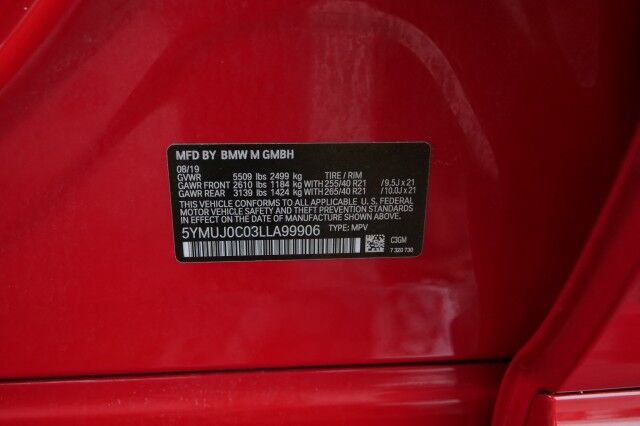 MFD BY BMW M GMBH
08/19
GVWR 5509 lbs 2499 kg TIRE / RIM
GAWR FRONT 2610 lbs 1184 kg WITH 255/40 R21 / 9.5J x 21
GAWR REAR 3139 lbs 1424 kg WITH 265/40 R21 / 10.0J x 21
THIS VEHICLE CONFORMS TO ALL APPLICABLE U.S. FEDERAL
MOTOR VEHICLE SAFETY STANDARDS IN EFFECT ON THE
DATE OF MANUFACTURE SHOWN ABOVE.
5YMUJ0C03LLA99906 TYPE: MPV
C3GM
7 320 730